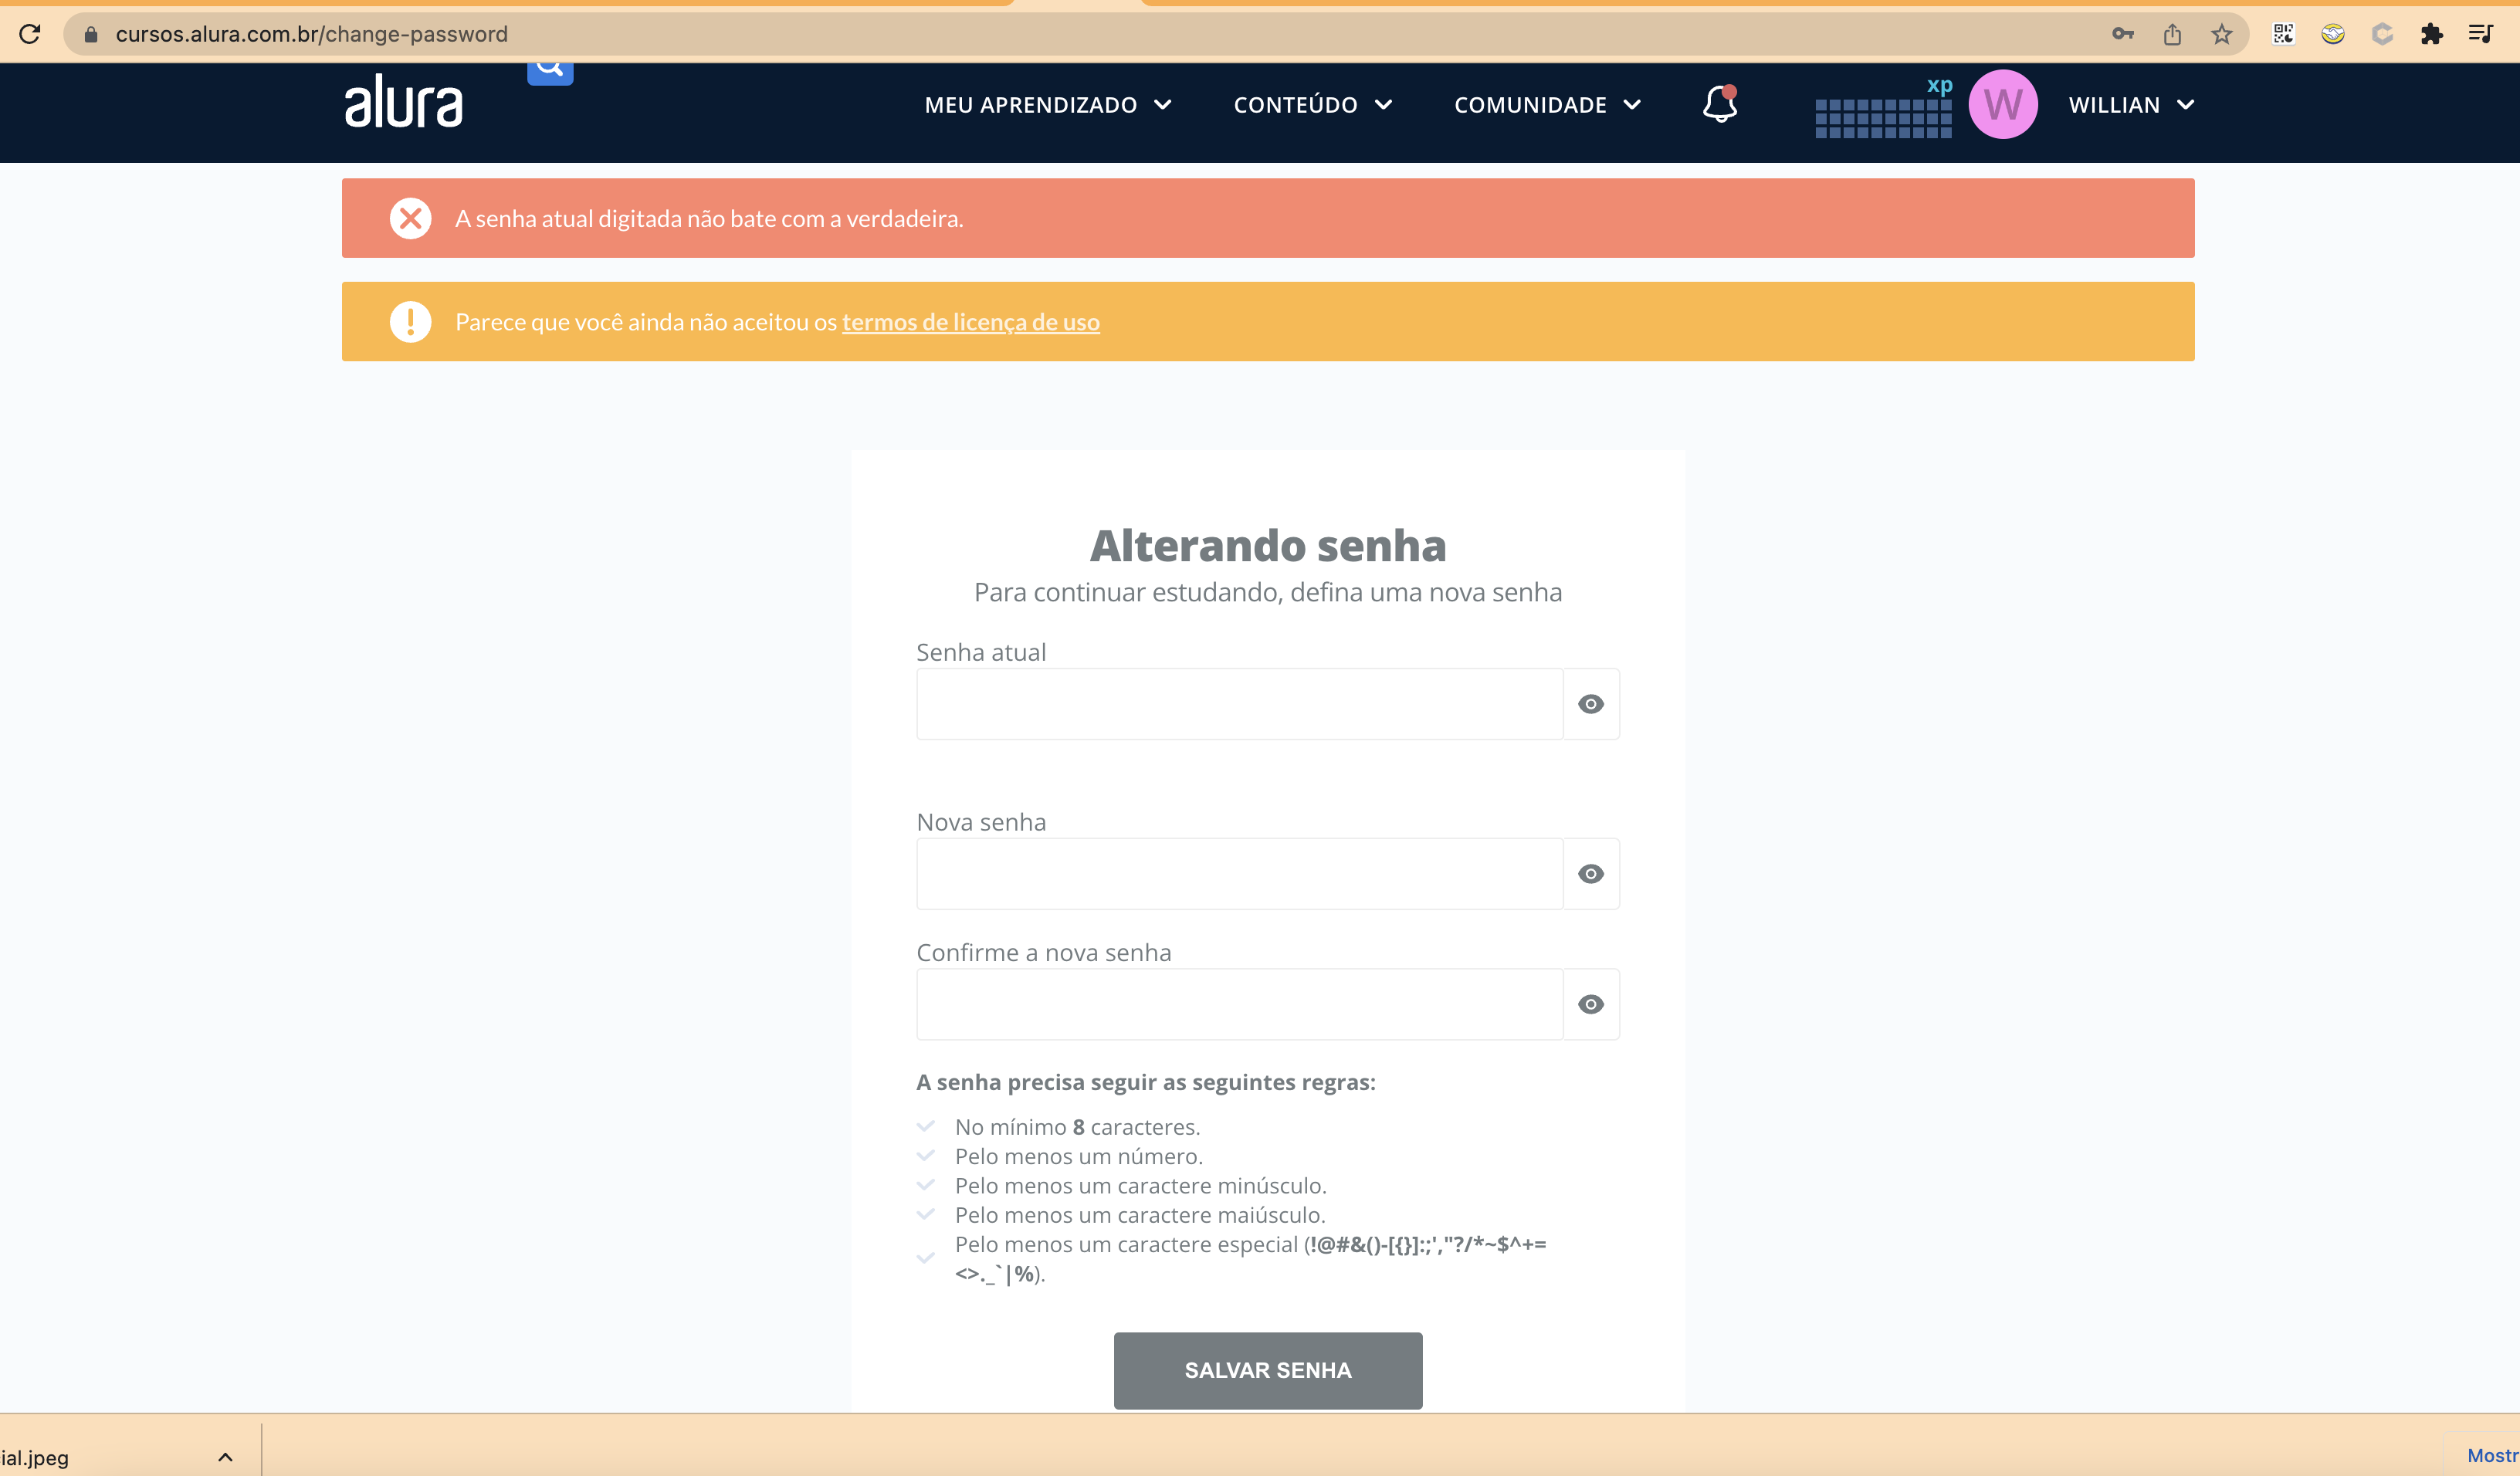 cursos.alura.com.br/change-password
alura
MEU APRENDIZADO
CONTEÚDO
COMUNIDADE
xp
W
WILLIAN
A senha atual digitada não bate com a verdadeira.
Parece que você ainda não aceitou os termos de licença de uso
Alterando senha
Para continuar estudando, defina uma nova senha
Senha atual
Nova senha
Confirme a nova senha
A senha precisa seguir as seguintes regras:
No mínimo 8 caracteres.
Pelo menos um número.
Pelo menos um caractere minúsculo.
Pelo menos um caractere maiúsculo.
Pelo menos um caractere especial (!@#&()-[{}]:;',"?/*~$^+=
<>._`|%).
SALVAR SENHA
ial.jpeg
Mostr